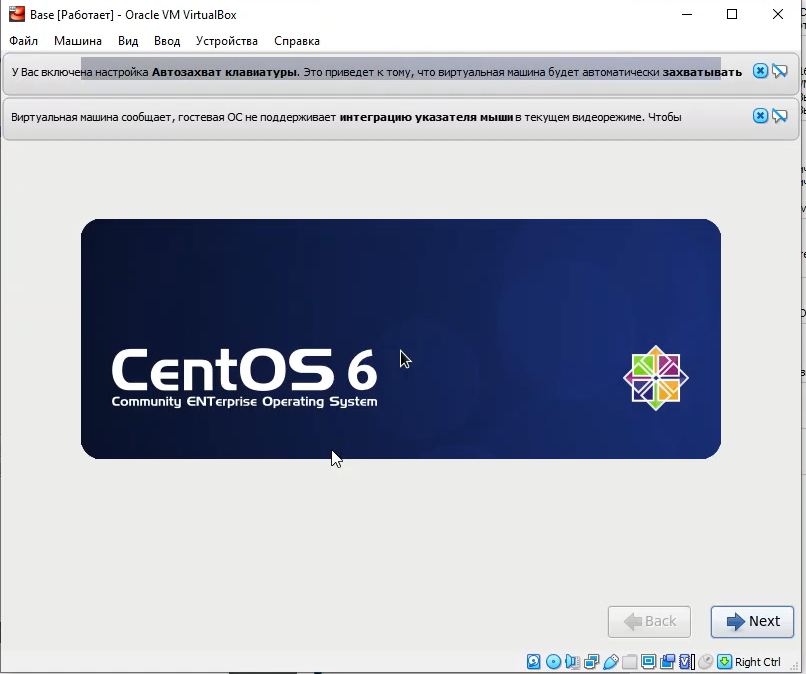 Base [Работает] - Oracle VM VirtualBox
Файл Машина Вид Ввод Устройства Справка
У Вас включена настройка Автозахват клавиатуры. Это приведет к тому, что виртуальная машина будет автоматически захватывать
Виртуальная машина сообщает, гостевая ОС не поддерживает интеграцию указателя мыши в текущем видеорежиме. Чтобы
CentOS 6
Community ENTerprise Operating System
Back Next
Right Ctrl